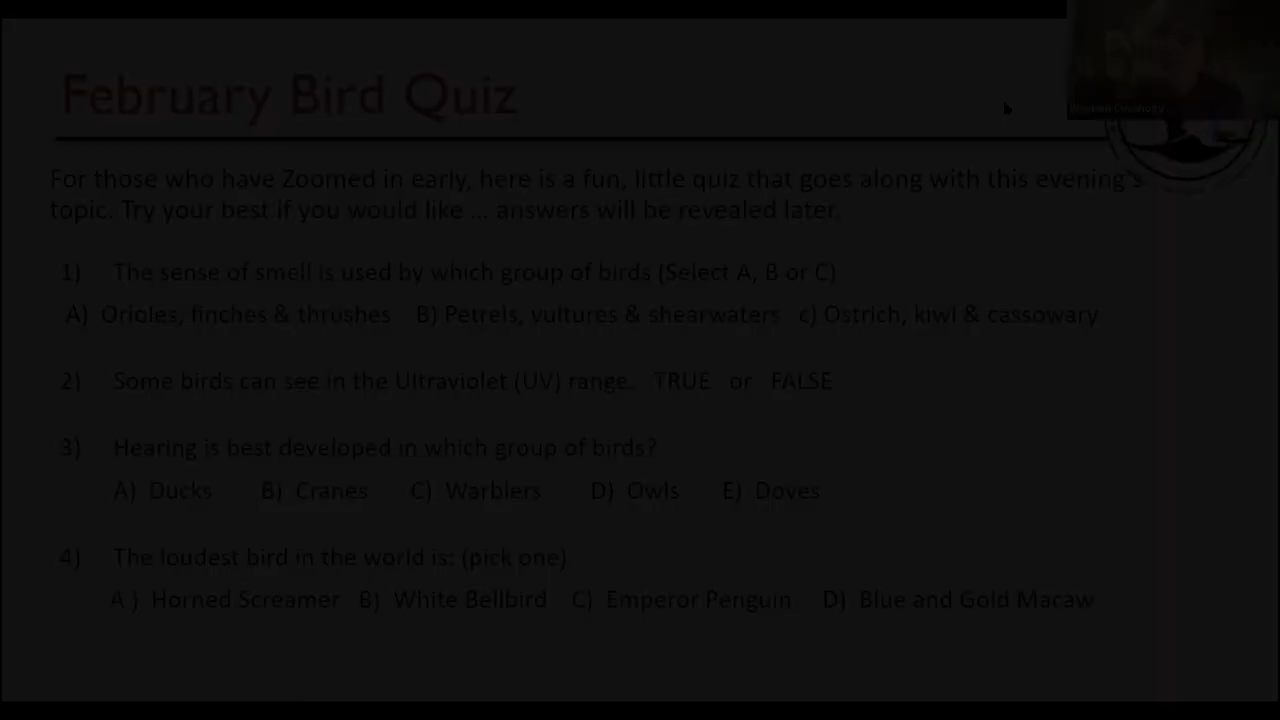 February Bird Quiz
For those who have Zoomed in early, here is a fun, little quiz that goes along with this evening's
topic. Try your best if you would like ... answers will be revealed later.
1) The sense of smell is used by which group of birds (Select A, B or C)
A) Orioles, finches & thrushes B) Petrels, vultures & shearwaters c) Ostrich, kiwi & cassowary
2) Some birds can see in the Ultraviolet (UV) range. TRUE or FALSE
3) Hearing is best developed in which group of birds?
A) Ducks B) Cranes C) Warblers D) Owls E) Doves
4) The loudest bird in the world is: (pick one)
A ) Horned Screamer B) White Bellbird C) Emperor Penguin D) Blue and Gold Macaw